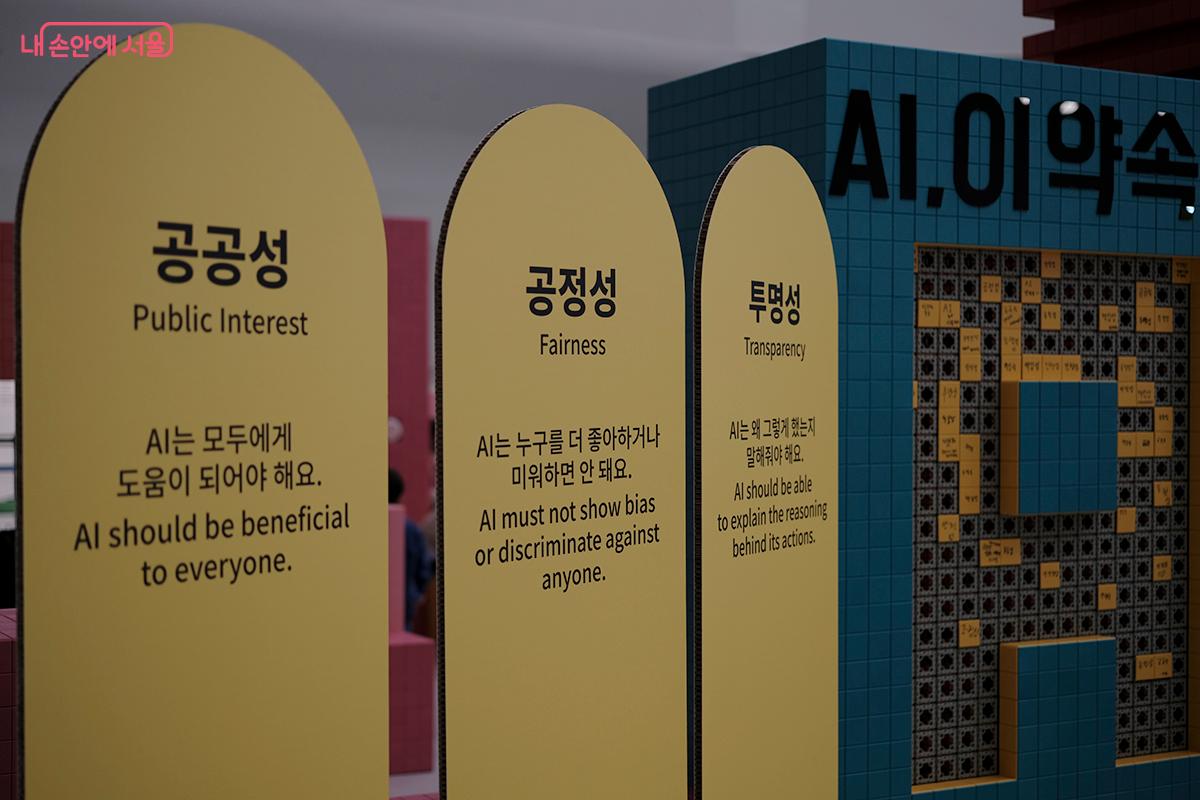 내 손안에 서울
공공성
Public Interest
AI는 모두에게
도움이 되어야 해요.
AI should be beneficial
to everyone.
공정성
Fairness
AI는 누구를 더 좋아하거나
미워하면 안 돼요.
AI must not show bias
or discriminate against
anyone.
투명성
Transparency
AI는 왜 그렇게 했는지
말해줘야 해요.
AI should be able
to explain the reasoning
behind its actions.
AI, 이 약속